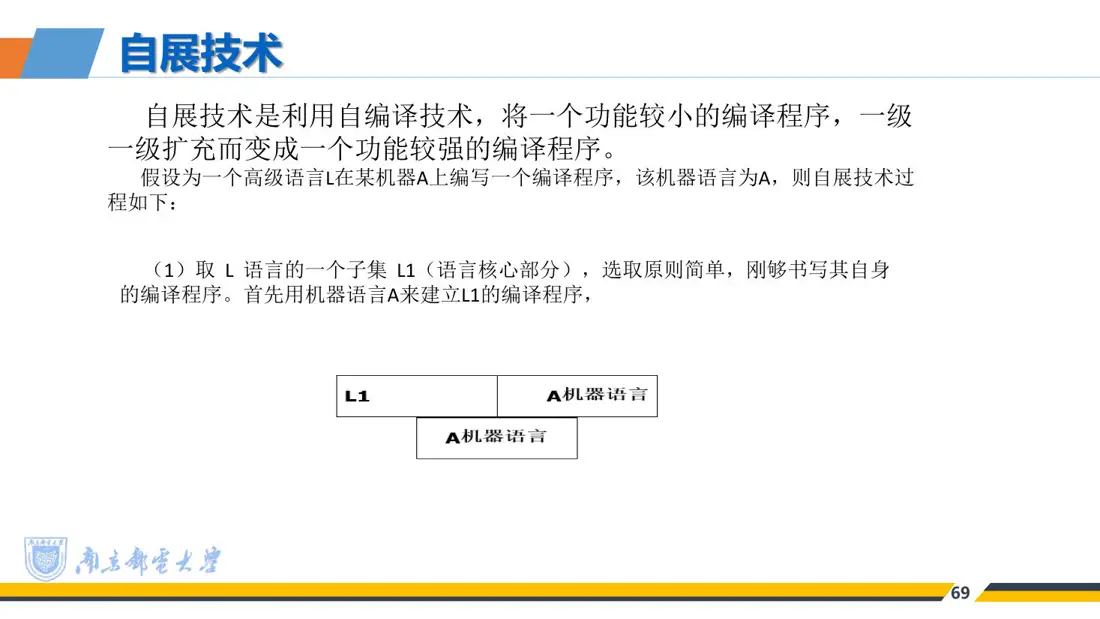 自展技术
自展技术是利用自编译技术，将一个功能较小的编译程序，一级
一级扩充而变成一个功能较强的编译程序。
假设为一个高级语言L在某机器A上编写一个编译程序，该机器语言为A，则自展技术过
程如下：
（1）取 L 语言的一个子集 L1（语言核心部分），选取原则简单，刚够书写其自身
的编译程序。首先用机器语言A来建立L1的编译程序，
L1 A机器语言
A机器语言
南京邮电大学
69